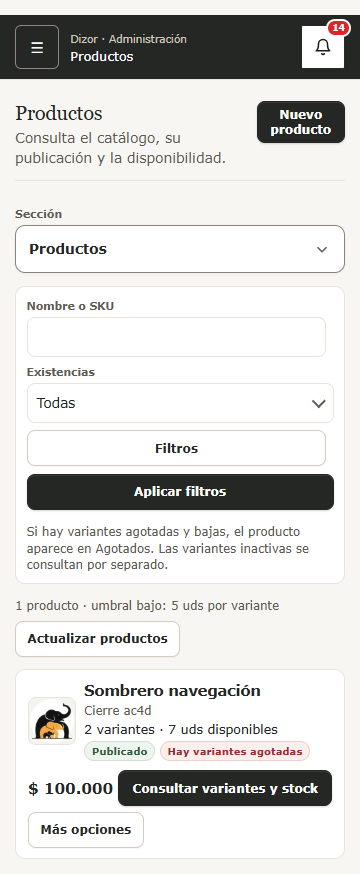 Dizor · Administración
Productos
14
Productos
Consulta el catálogo, su
publicación y la disponibilidad.
Nuevo
producto
Sección
Productos
Nombre o SKU
Existencias
Todas
Filtros
Aplicar filtros
Si hay variantes agotadas y bajas, el producto
aparece en Agotados. Las variantes inactivas se
consultan por separado.
1 producto · umbral bajo: 5 uds por variante
Actualizar productos
Sombrero navegación
Cierre ac4d
2 variantes · 7 uds disponibles
Publicado
Hay variantes agotadas
$ 100.000
Consultar variantes y stock
Más opciones